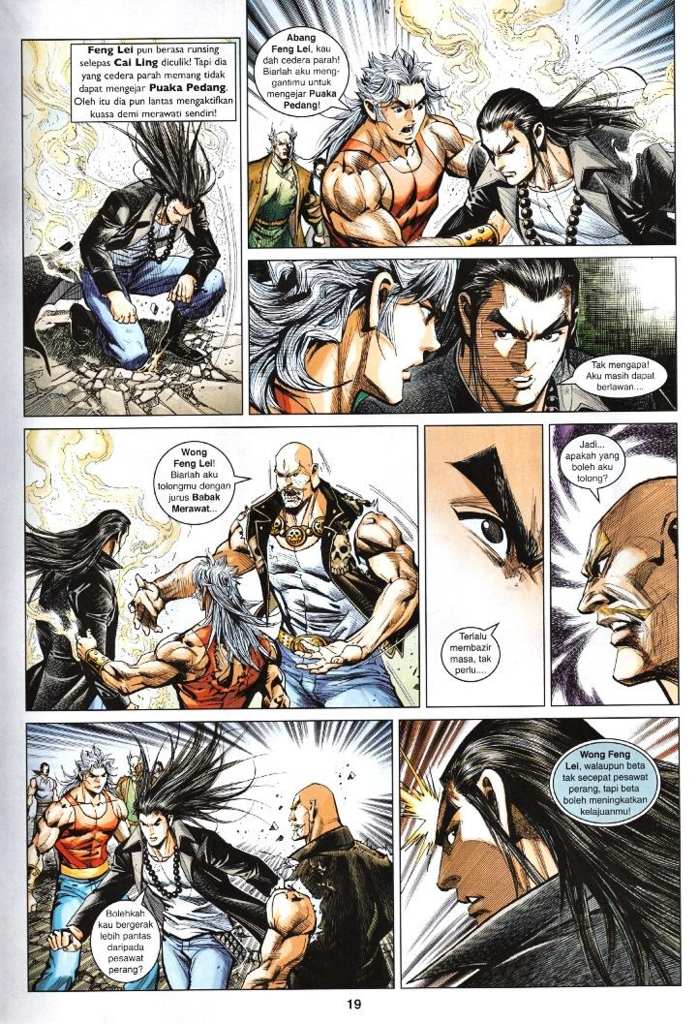 Feng Lei pun berasa runsing
selepas Cai Ling diculik! Tapi dia
yang cedera parah memang tidak
dapat mengejar Puaka Pedang.
Oleh itu dia pun lantas mengaktifkan
kuasa demi merawati sendiri!
Abang
Feng Lei, kau
dah cedera parah!
Biarlah aku meng-
gantimu untuk
mengejar Puaka
Pedang!
Tak mengapa!
Aku masih dapat
berlawan...
Wong
Feng Lei!
Biarlah aku
tolongmu dengan
jurus Babak
Merawat...
Terlalu
membazir
masa, tak
perlu....
Jadi...
apakah yang
boleh aku
tolong?
Bolehkah
kau bergerak
lebih pantas
daripada
pesawat
perang?
Wong Feng
Lei, walaupun beta
tak secepat pesawat
perang, tapi beta
boleh meningkatkan
kelajuanmu!
19